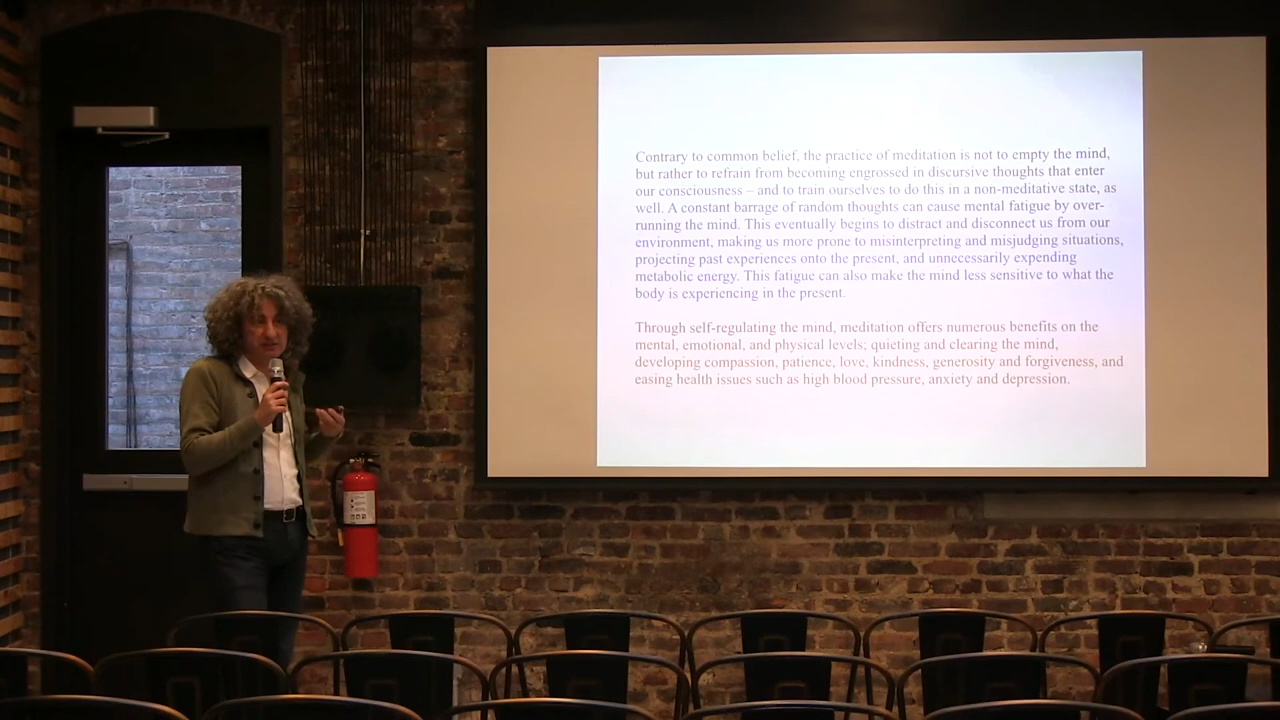 Contrary to common belief, the practice of meditation is not to empty the mind,
but rather to refrain from becoming engrossed in discursive thoughts that enter
our consciousness – and to train ourselves to do this in a non-meditative state, as
well. A constant barrage of random thoughts can cause mental fatigue by over-
running the mind. This eventually begins to distract and disconnect us from our
environment, making us more prone to misinterpreting and misjudging situations,
projecting past experiences onto the present, and unnecessarily expending
metabolic energy. This fatigue can also make the mind less sensitive to what the
body is experiencing in the present.
Through self-regulating the mind, meditation offers numerous benefits on the
mental, emotional, and physical levels; quieting and clearing the mind,
developing compassion, patience, love, kindness, generosity and forgiveness, and
easing health issues such as high blood pressure, anxiety and depression.